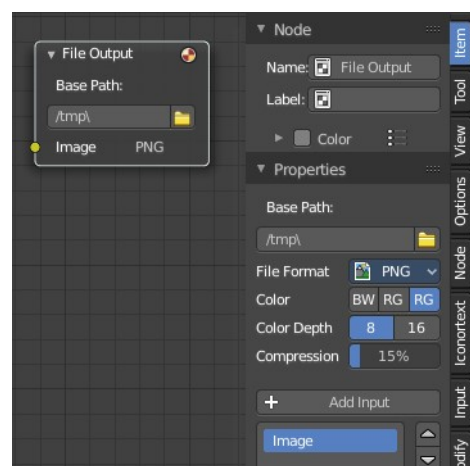 File Output
Base Path:
/tmp\
Image PNG
Node
Name: File Output
Label:
Color
Properties
Base Path:
/tmp\
File Format PNG
Color BW RG RG
Color Depth 8 16
Compression 15%
Add Input
Image
Item
Tool
View
Options
Node
Iconortext
Input
dify